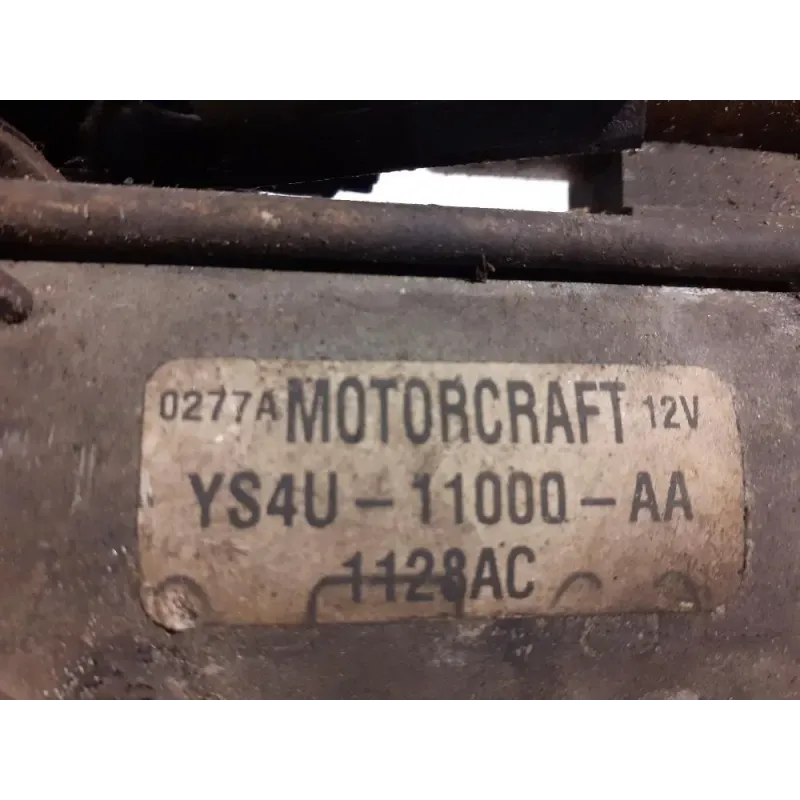 0277A MOTORCRAFT 12V
YS4U-11000-AA
1128AC